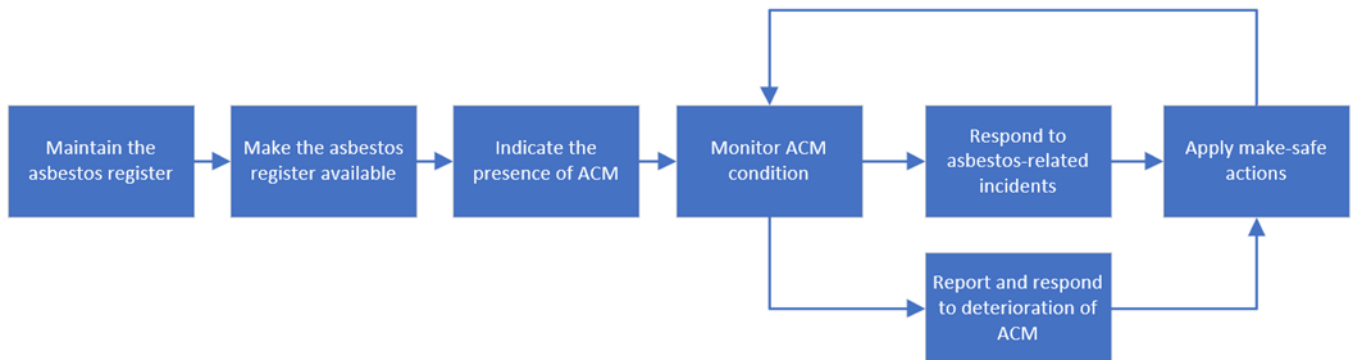 Maintain the
asbestos register
Make the asbestos
register available
Indicate the
presence of ACM
Monitor ACM
condition
Respond to
asbestos-related
incidents
Apply make-safe
actions
Report and respond
to deterioration of
ACM